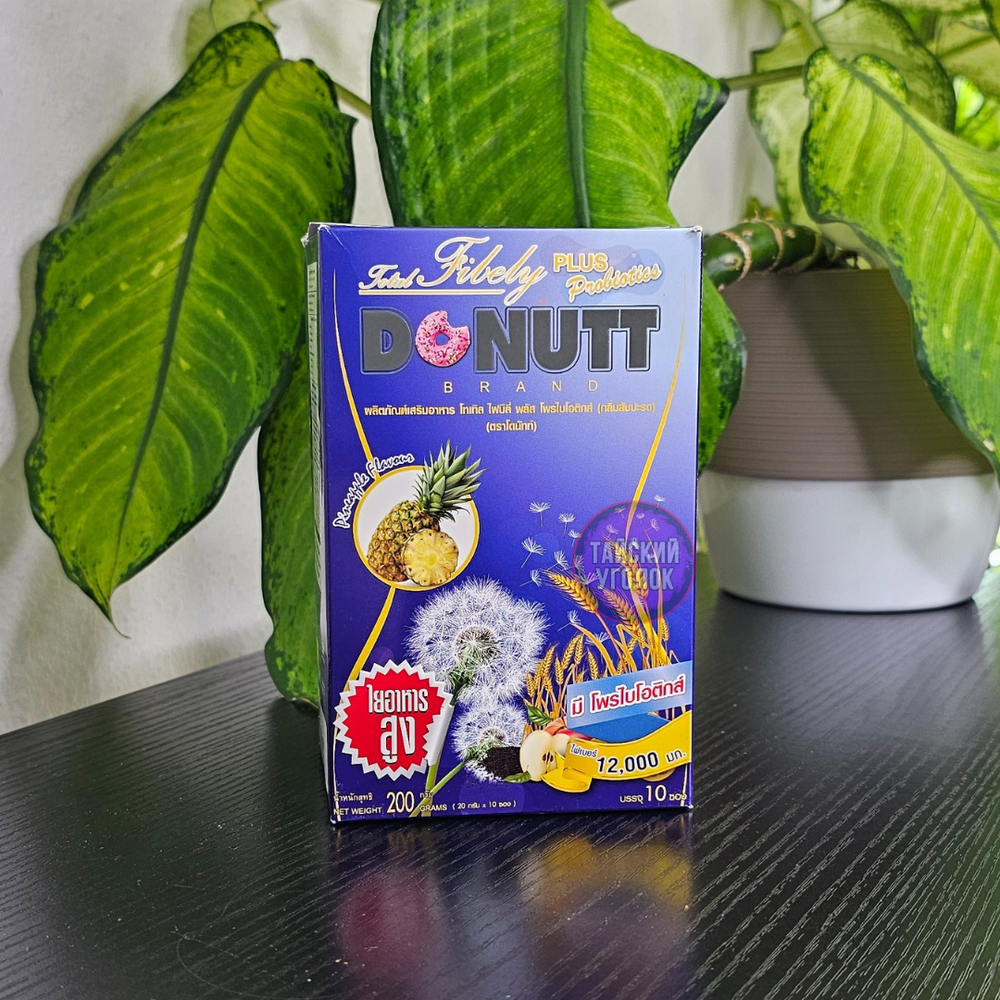 Total Fibely PLUS
Probiotics
DONUTT
BRAND
ผลิตภัณฑ์เสริมอาหาร โทเทิล ไฟบีลี่ พลัส โพรไบโอติกส์ (กลิ่นสับปะรด)
(ตราโดนัทท์)
Pineapple Flavour
ТАЙСКИЙ
УГОЛОК
ใยอาหาร
สูง
มี โพรไบโอติกส์
ไฟเบอร์
12,000 มก.
น้ำหนักสุทธิ 200 กรัม
NET WEIGHT GRAMS (20 กรัม x 10 ซอง)
บรรจุ 10 ซอง